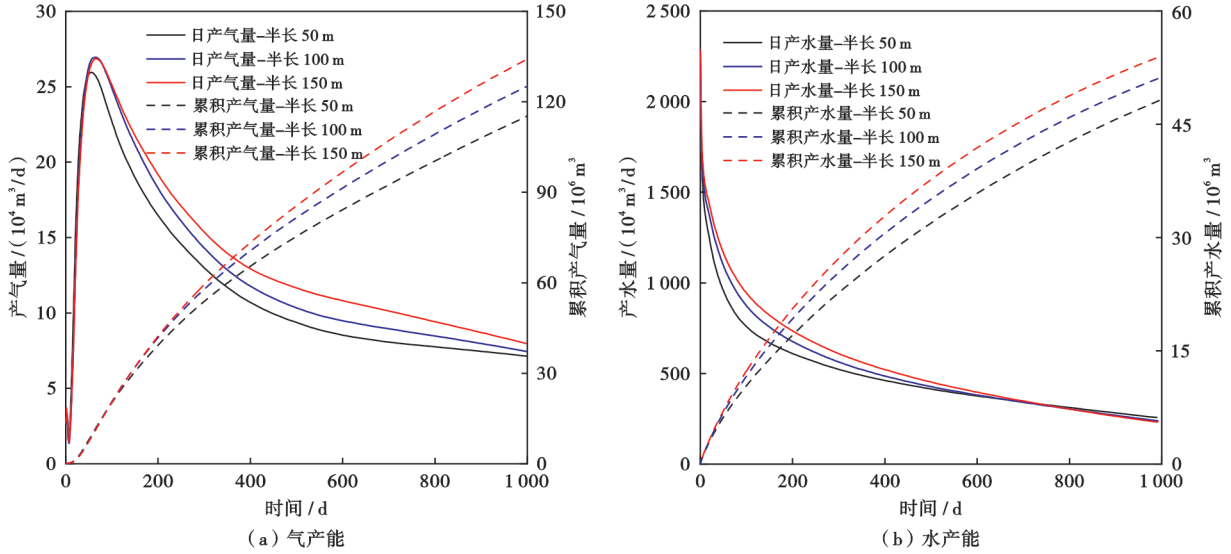 30
25
20
15
10
5
0
产气量 / (10⁴ m³/d)
日产气量–半长 50 m
日产气量–半长 100 m
日产气量–半长 150 m
累积产气量–半长 50 m
累积产气量–半长 100 m
累积产气量–半长 150 m
150
120
90
60
30
0
累积产气量 / 10⁶ m³
0 200 400 600 800 1 000
时间 / d
(a) 气产能
2 500
2 000
1 500
1 000
500
0
产水量 / (10⁴ m³/d)
日产水量–半长 50 m
日产水量–半长 100 m
日产水量–半长 150 m
累积产水量–半长 50 m
累积产水量–半长 100 m
累积产水量–半长 150 m
60
45
30
15
0
累积产水量 / 10⁶ m³
0 200 400 600 800 1 000
时间 / d
(b) 水产能